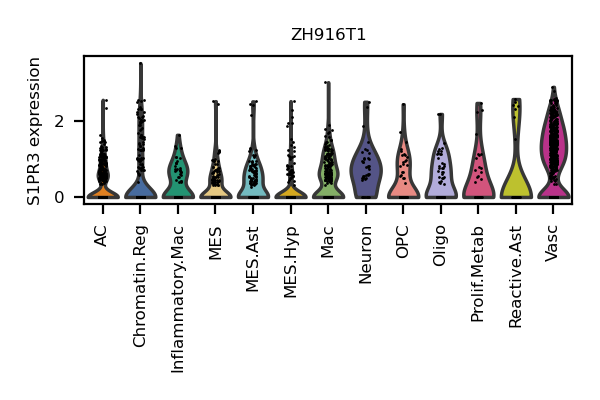 ZH916T1
S1PR3 expression
2
0
AC
Chromatin.Reg
Inflammatory.Mac
MES
MES.Ast
MES.Hyp
Mac
Neuron
OPC
Oligo
Prolif.Metab
Reactive.Ast
Vasc